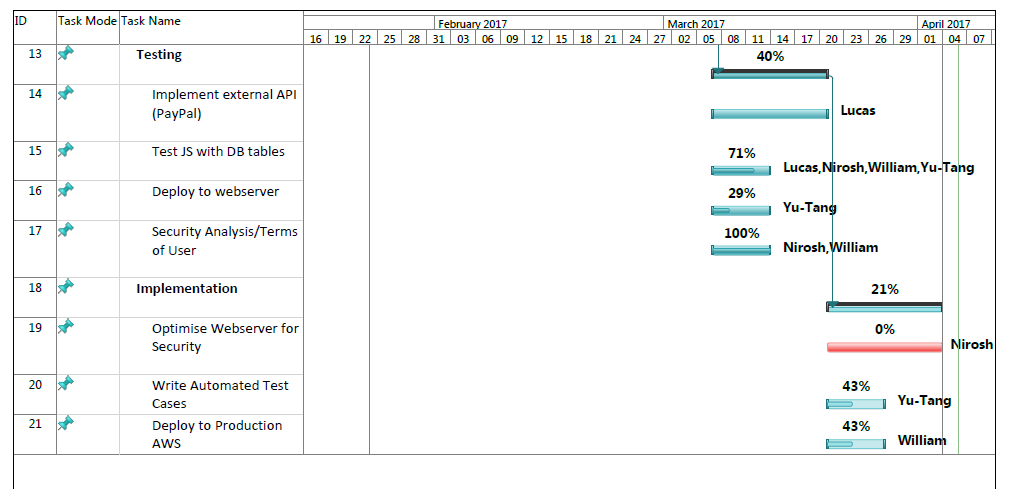 ID Task Mode Task Name
February 2017 March 2017 April 2017
16 19 22 25 28 31 03 06 09 12 15 18 21 24 27 02 05 08 11 14 17 20 23 26 29 01 04 07
13 Testing 40%
14 Implement external API
(PayPal) Lucas
15 Test JS with DB tables 71%
Lucas,Nirosh,William,Yu-Tang
16 Deploy to webserver 29%
Yu-Tang
17 Security Analysis/Terms 100%
of User Nirosh,William
18 Implementation 21%
19 Optimise Webserver for 0%
Security Nirosh
20 Write Automated Test 43%
Cases Yu-Tang
21 Deploy to Production 43%
AWS William